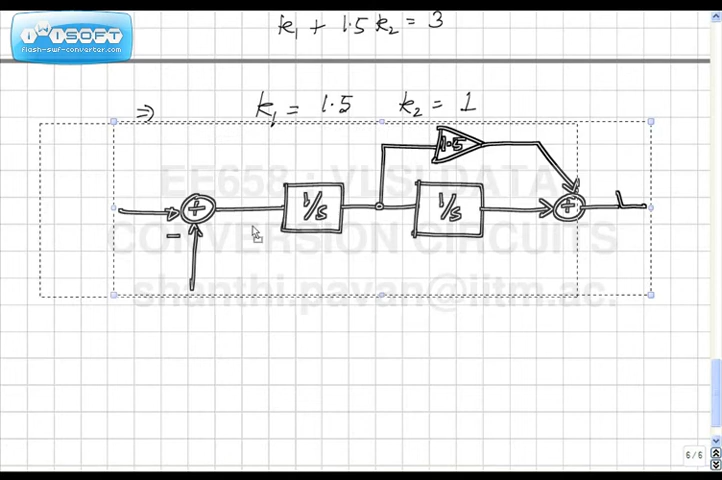 iWiSOFT
flash-swf-converter.com
k₁ + 1.5 k₂ = 3
⇒ k₁ = 1.5 k₂ = 1
1.5
EE658 : VLSI DATA
+ 1/s 1/s +
CONVERSION CIRCUITS
−
shanthi.pavan@iitm.ac.
6/6